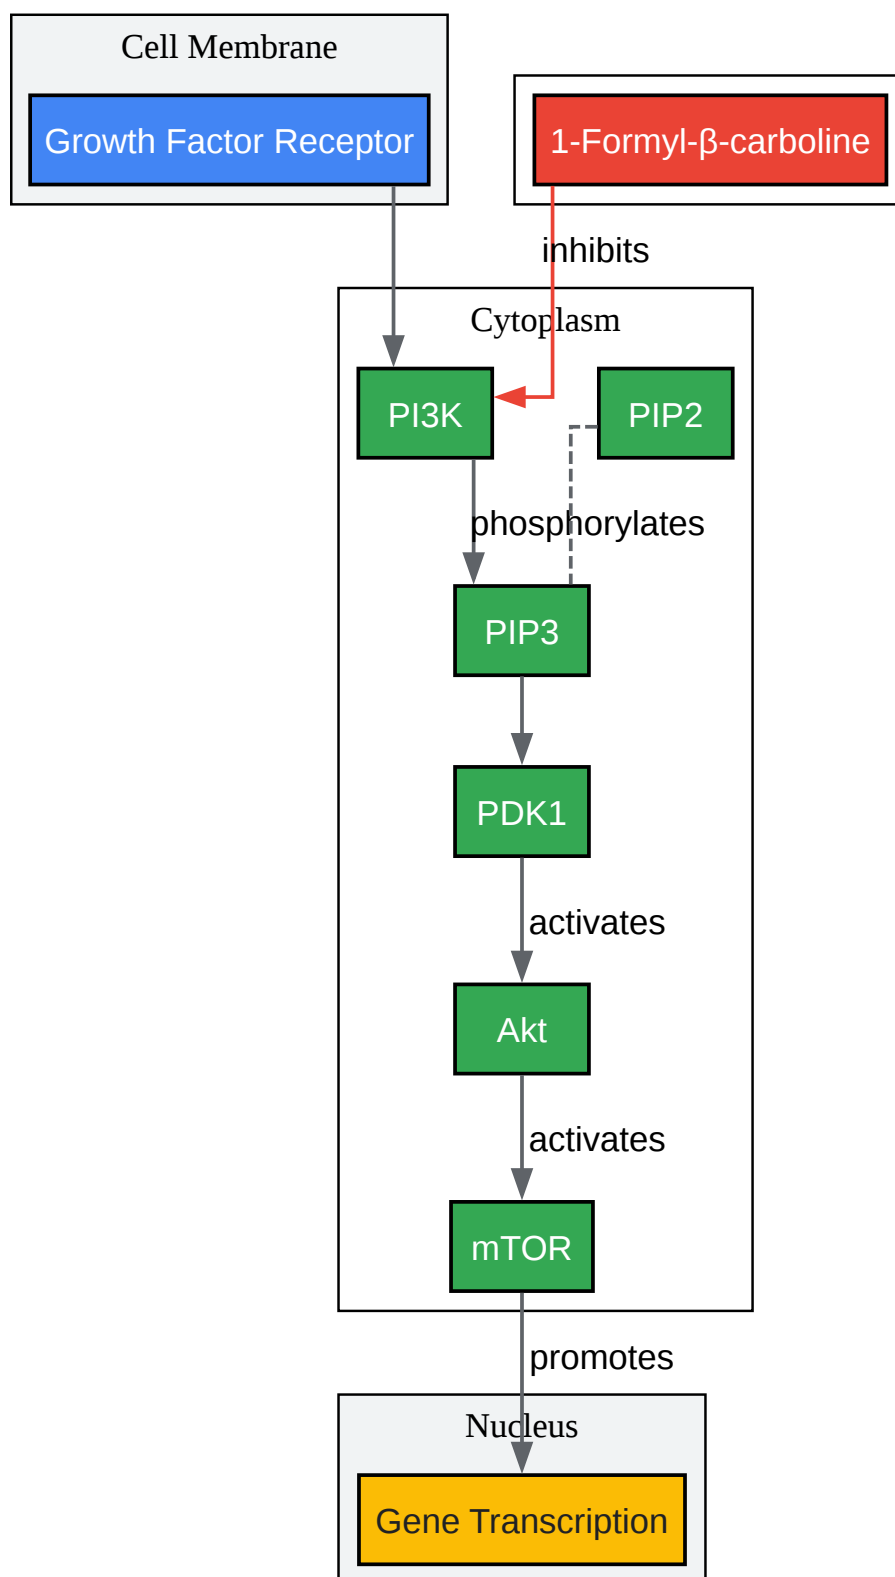 Cell Membrane
Growth Factor Receptor
1-Formyl-β-carboline
inhibits
Cytoplasm
PI3K
PIP2
phosphorylates
PIP3
PDK1
activates
Akt
activates
mTOR
promotes
Nucleus
Gene Transcription